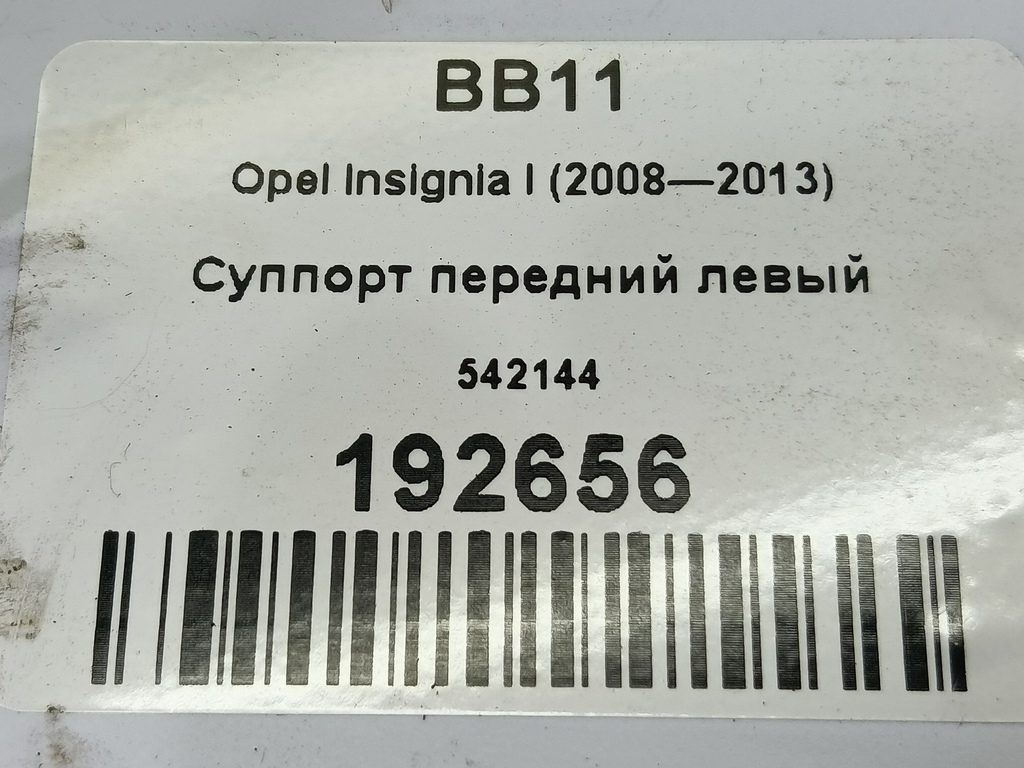 BB11
Opel Insignia I (2008—2013)
Суппорт передний левый
542144
192656